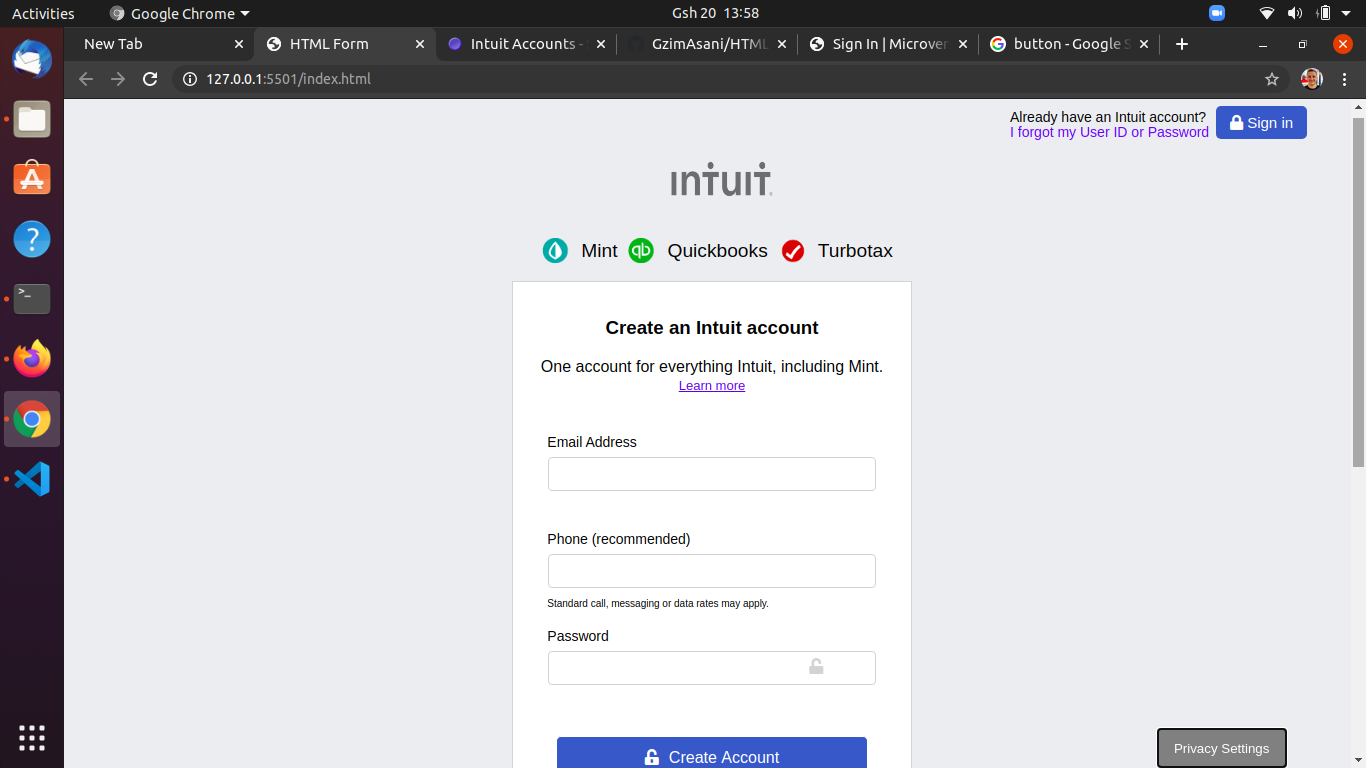 Activities Google Chrome Gsh 20 13:58
New Tab HTML Form Intuit Accounts - GzimAsani/HTML Sign In | Microver button - Google S
127.0.0.1:5501/index.html
Already have an Intuit account?
I forgot my User ID or Password
Sign in
intuit
Mint qb Quickbooks Turbotax
Create an Intuit account
One account for everything Intuit, including Mint.
Learn more
Email Address
Phone (recommended)
Standard call, messaging or data rates may apply.
Password
Create Account
Privacy Settings